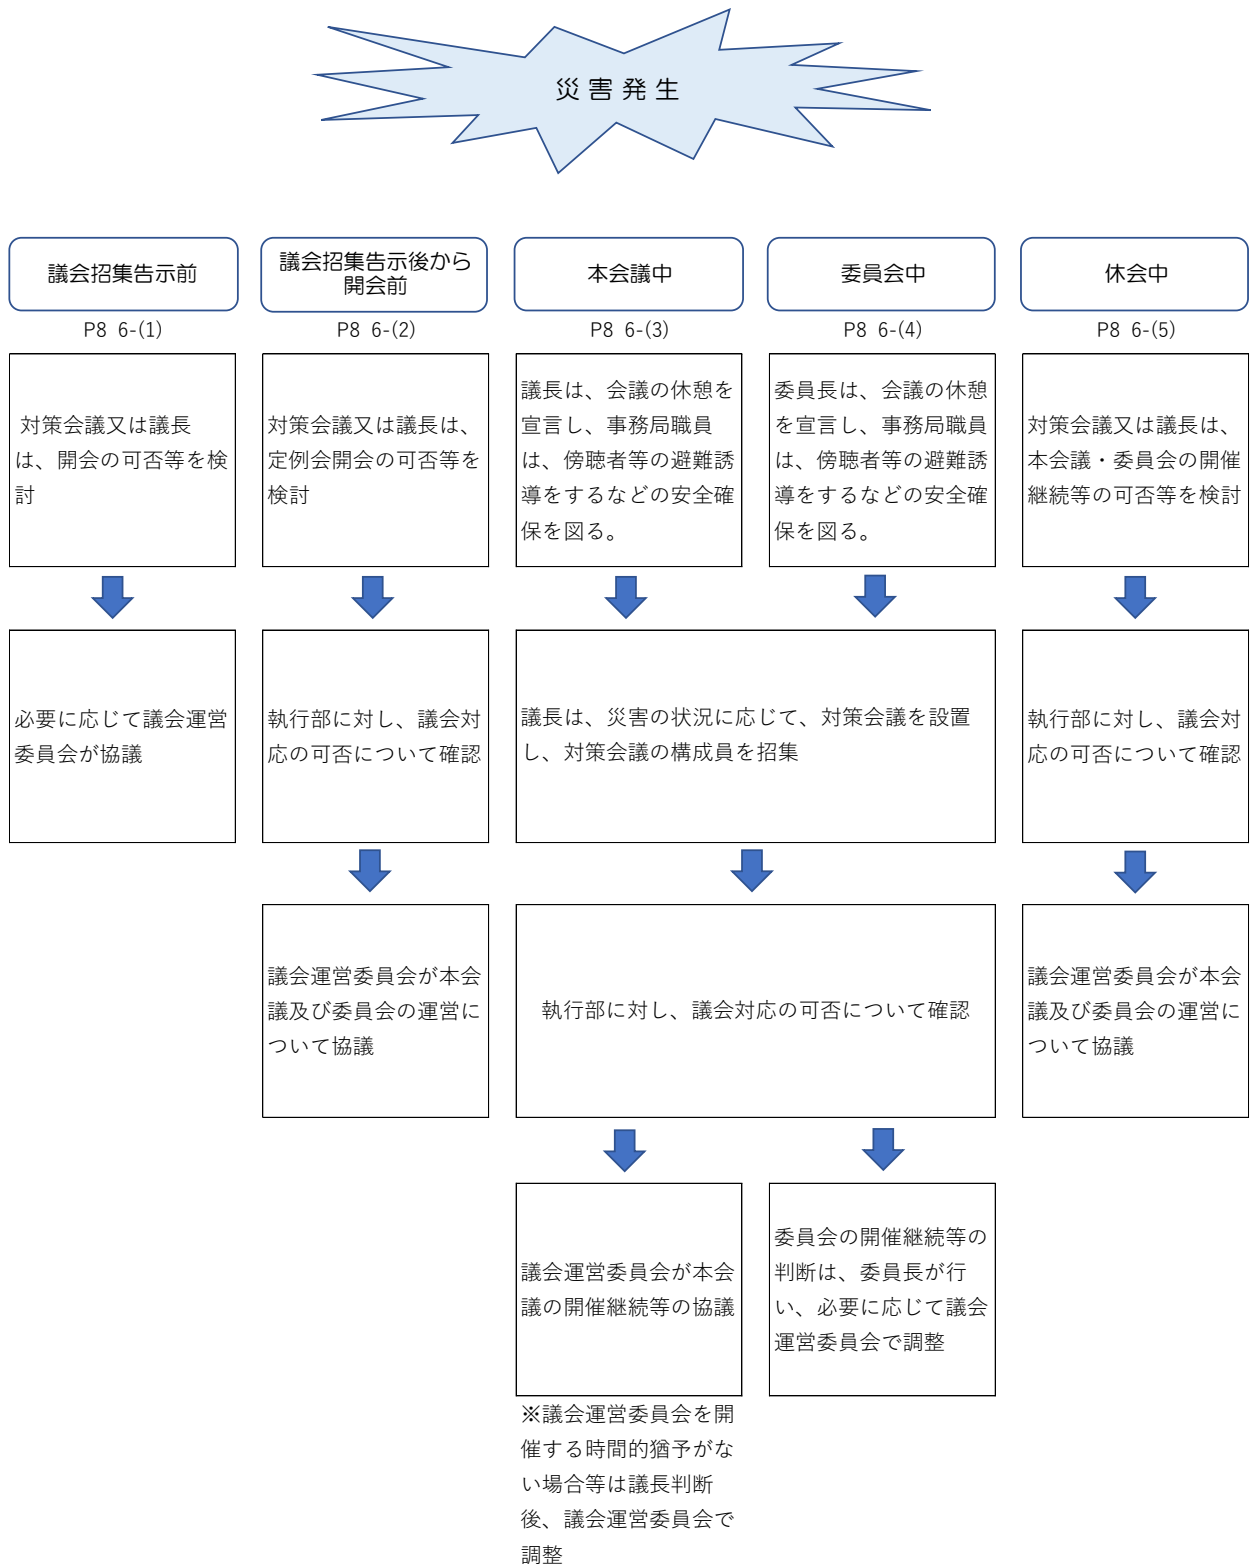 災害発生
議会招集告示前
議会招集告示後から
開会前
本会議中
委員会中
休会中
P8 6-(1)
P8 6-(2)
P8 6-(3)
P8 6-(4)
P8 6-(5)
対策会議又は議長
は、開会の可否等を検
討
対策会議又は議長は、
定例会開会の可否等を
検討
議長は、会議の休憩を
宣言し、事務局職員
は、傍聴者等の避難誘
導をするなどの安全確
保を図る。
委員長は、会議の休憩
を宣言し、事務局職員
は、傍聴者等の避難誘
導をするなどの安全確
保を図る。
対策会議又は議長は、
本会議・委員会の開催
継続等の可否等を検討
必要に応じて議会運営
委員会が協議
執行部に対し、議会対
応の可否について確認
議長は、災害の状況に応じて、対策会議を設置
し、対策会議の構成員を招集
執行部に対し、議会対
応の可否について確認
議会運営委員会が本会
議及び委員会の運営に
ついて協議
執行部に対し、議会対応の可否について確認
議会運営委員会が本会
議及び委員会の運営に
ついて協議
議会運営委員会が本会
議の開催継続等の協議
委員会の開催継続等の
判断は、委員長が行
い、必要に応じて議会
運営委員会で調整
※議会運営委員会を開
催する時間的猶予がな
い場合等は議長判断
後、議会運営委員会で
調整